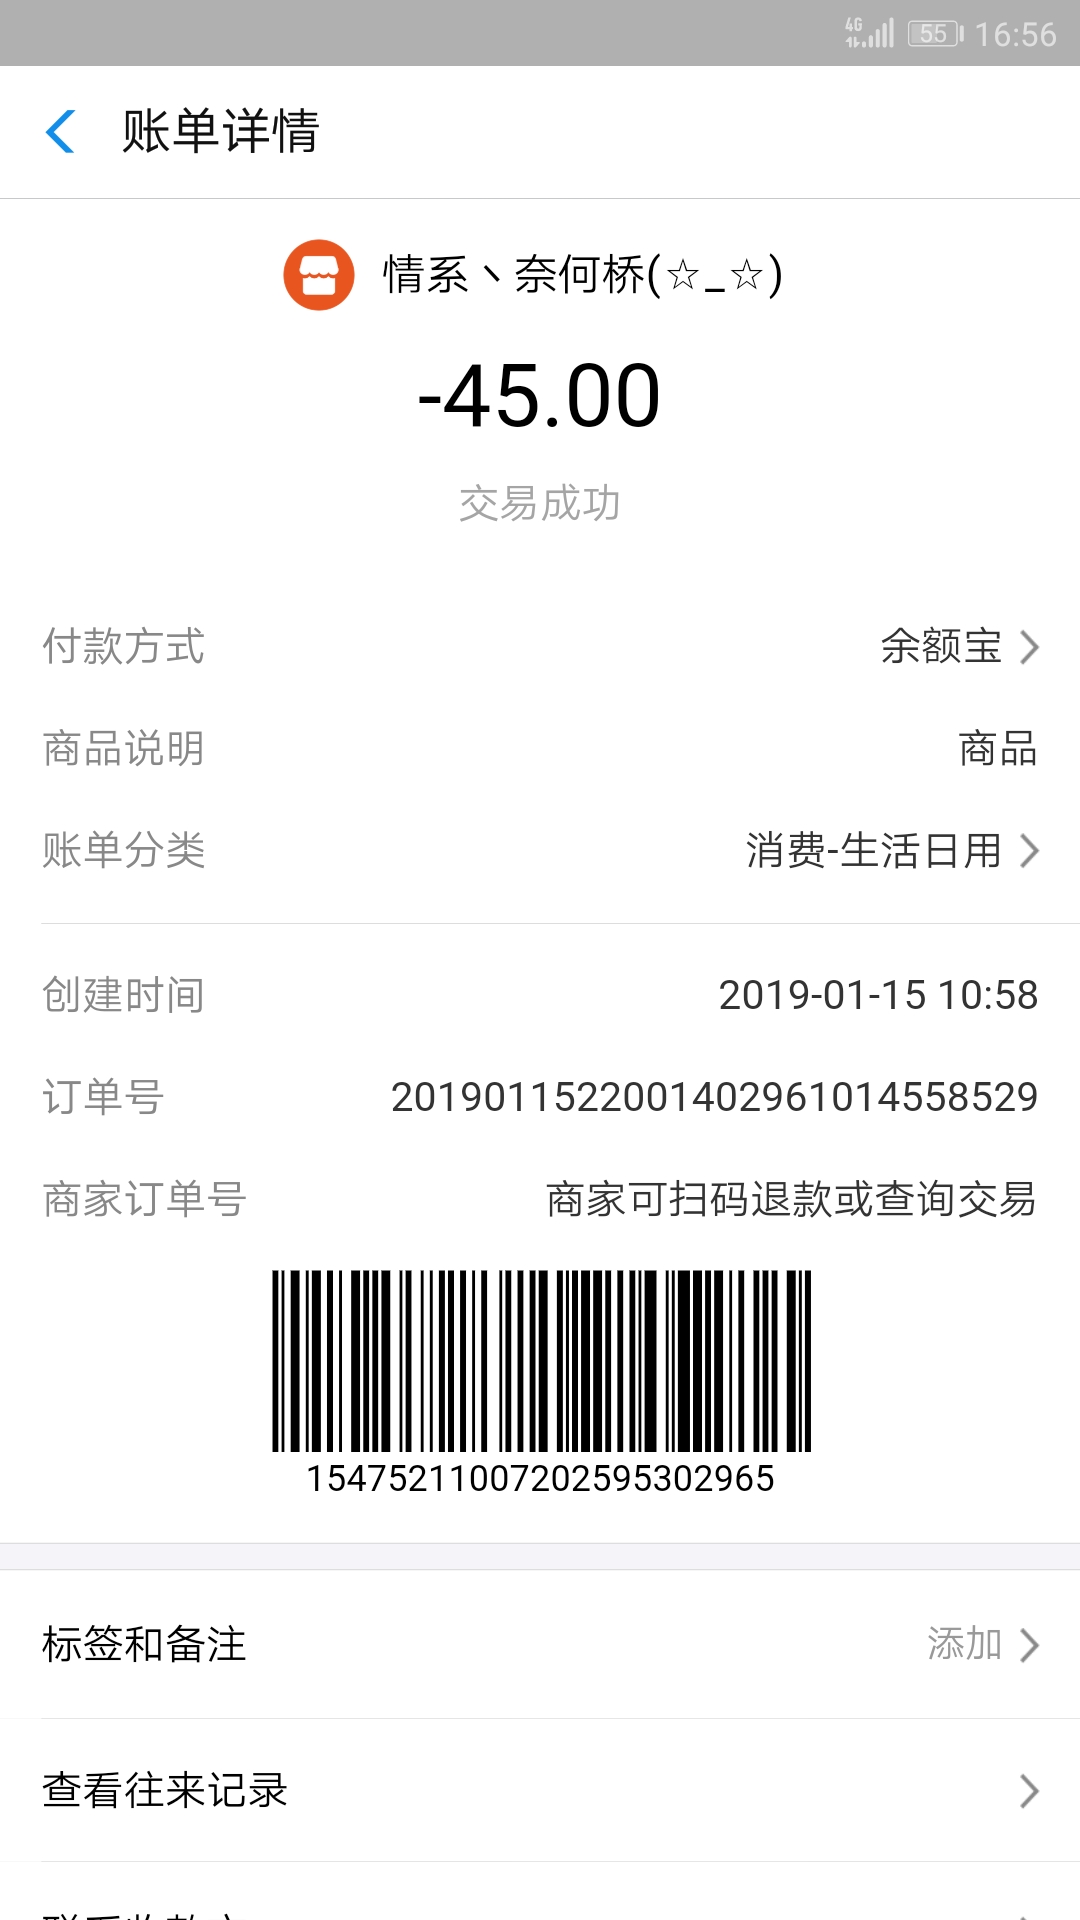 4G 55 16:56
账单详情
情系丶奈何桥(☆_☆)
-45.00
交易成功
付款方式 余额宝
商品说明 商品
账单分类 消费-生活日用
创建时间 2019-01-15 10:58
订单号 2019011522001402961014558529
商家订单号 商家可扫码退款或查询交易
15475211007202595302965
标签和备注 添加
查看往来记录